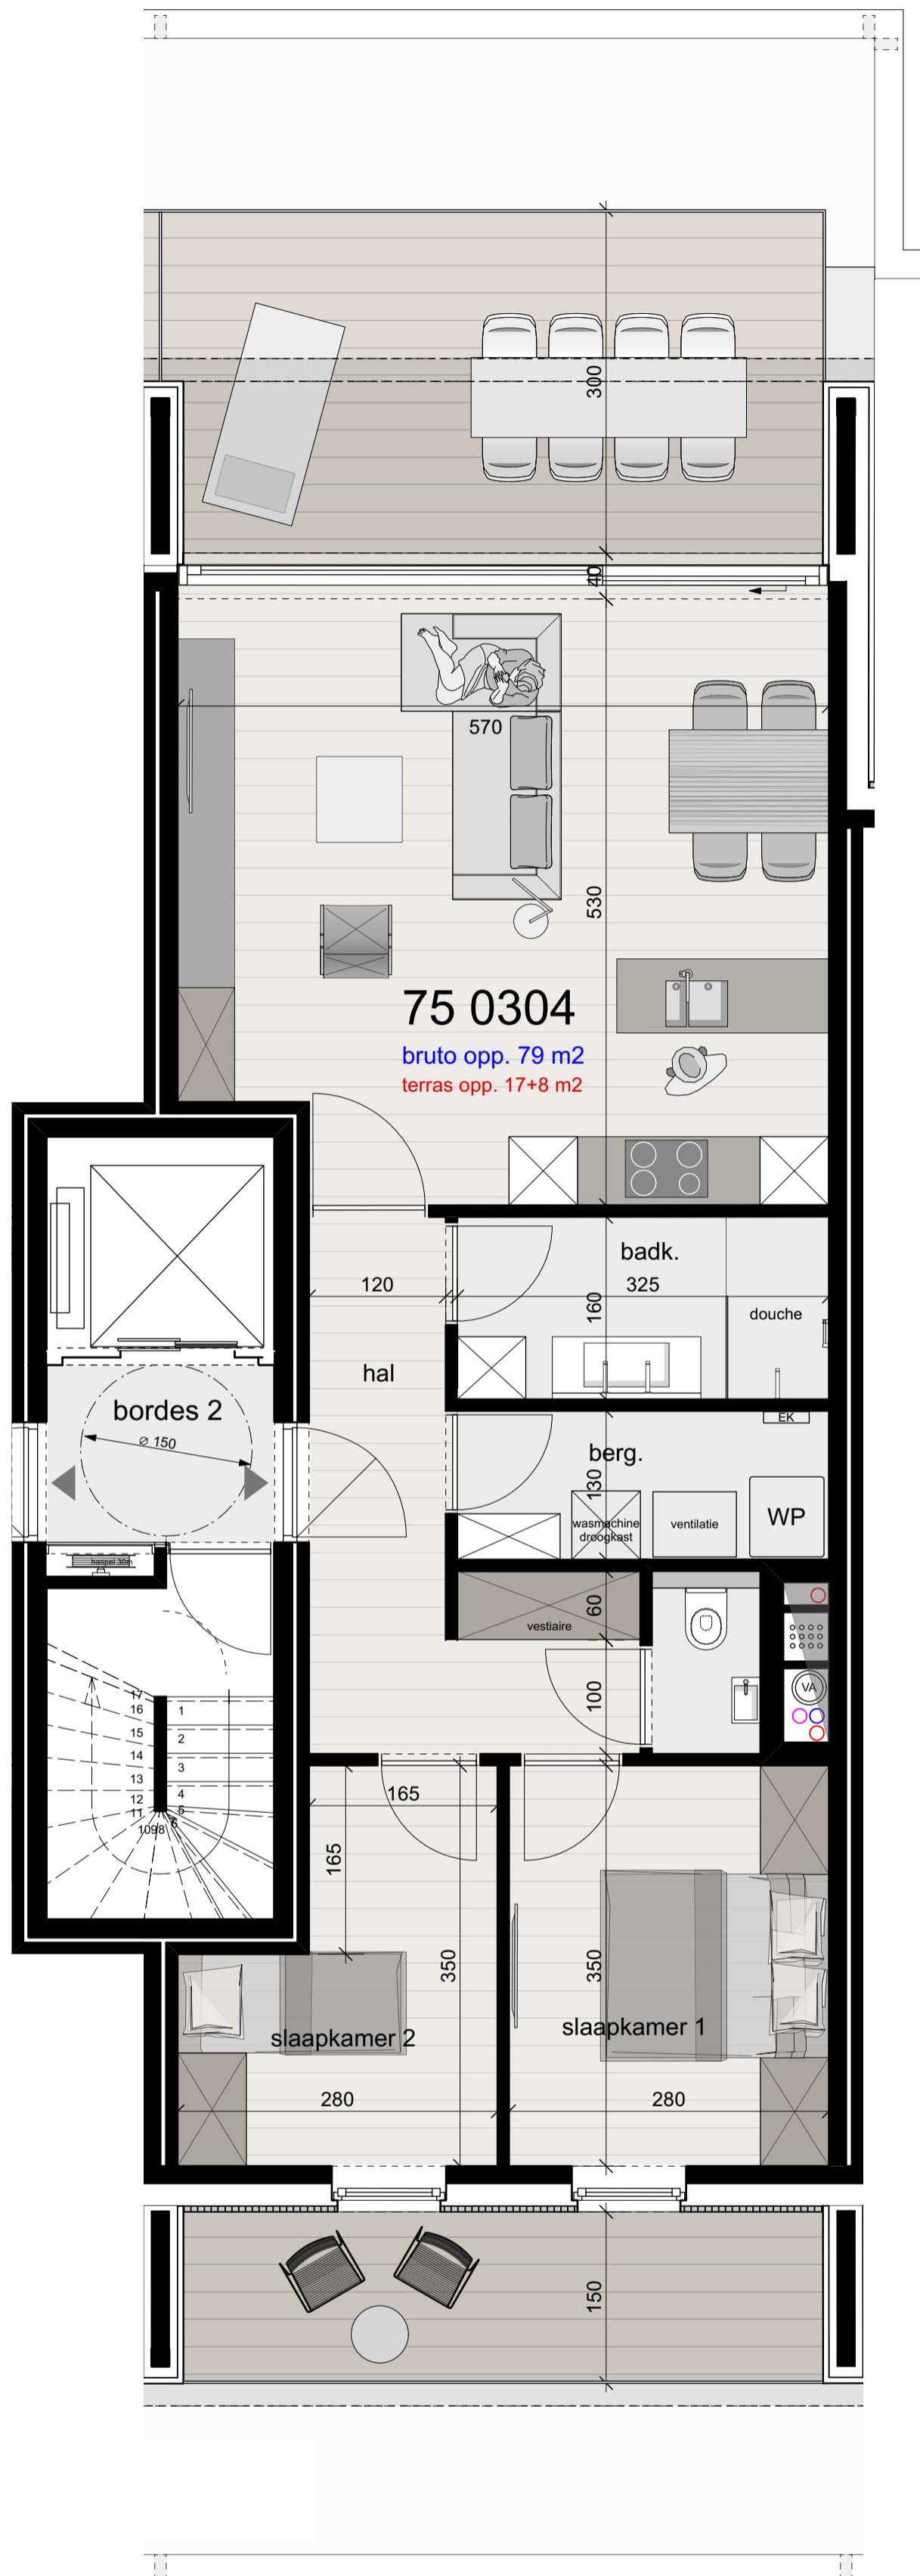 300
40
570
530
75 0304
bruto opp. 79 m2
terras opp. 17+8 m2
badk.
120
325
160
douche
hal
bordes 2
ø 150
EK
berg.
130
wasmachine
droogkast
ventilatie
WP
haspel 30m
60
vestiaire
100
VA
17
16
15
14
13
12
11
1098
1
2
3
4
5
6
165
165
350
350
slaapkamer 2
slaapkamer 1
280
280
150